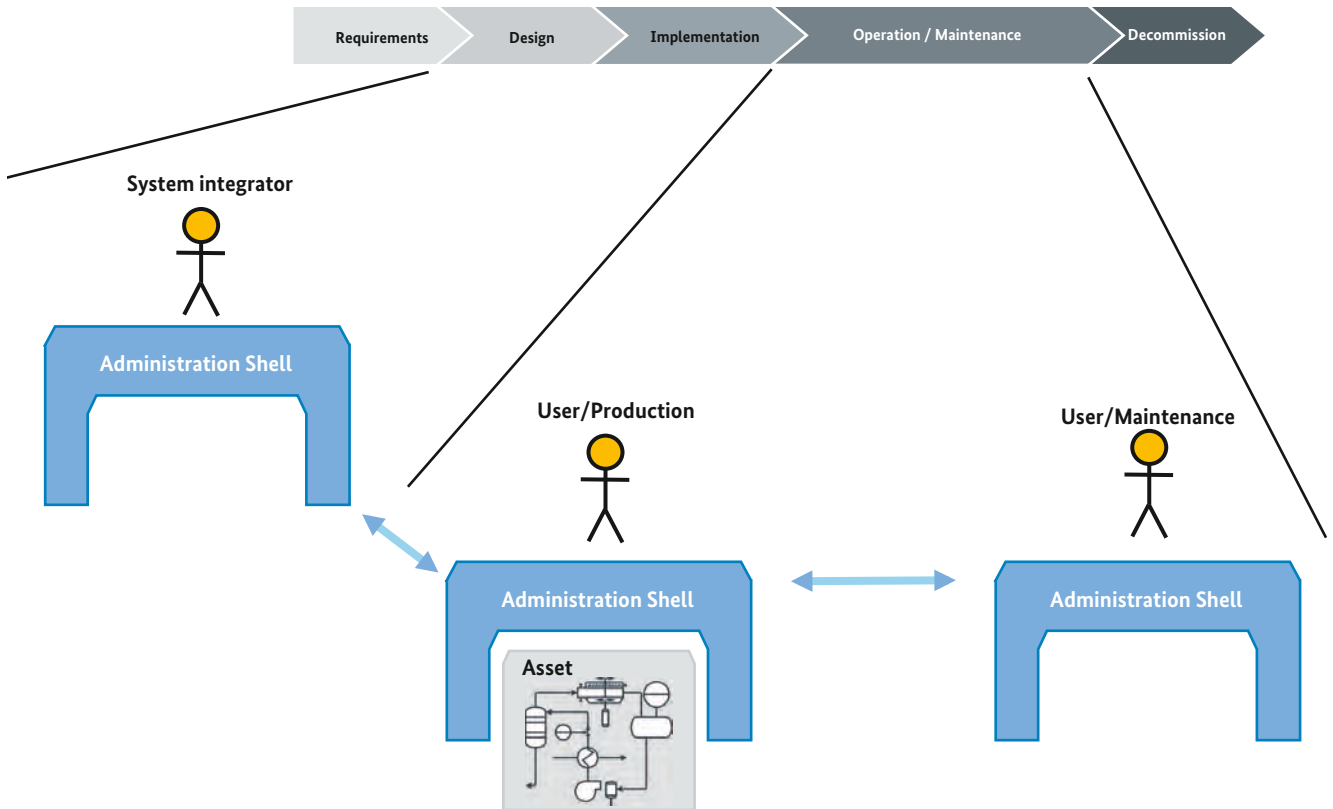 Requirements
Design
Implementation
Operation / Maintenance
Decommission
System integrator
Administration Shell
User/Production
User/Maintenance
Administration Shell
Administration Shell
Asset